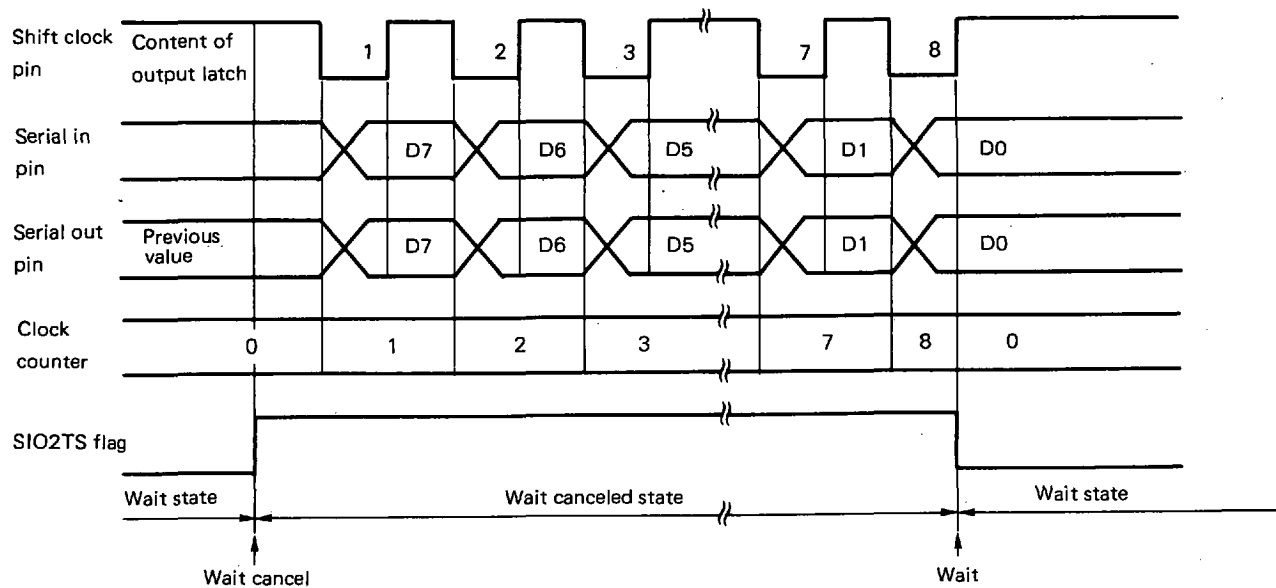 Shift clock
pin
Content of
output latch
1 2 3 7 8
Serial in
pin
D7 D6 D5 D1 D0
Serial out
pin
Previous
value
D7 D6 D5 D1 D0
Clock
counter
0 1 2 3 7 8 0
SIO2TS flag
Wait state Wait canceled state Wait state
Wait cancel Wait